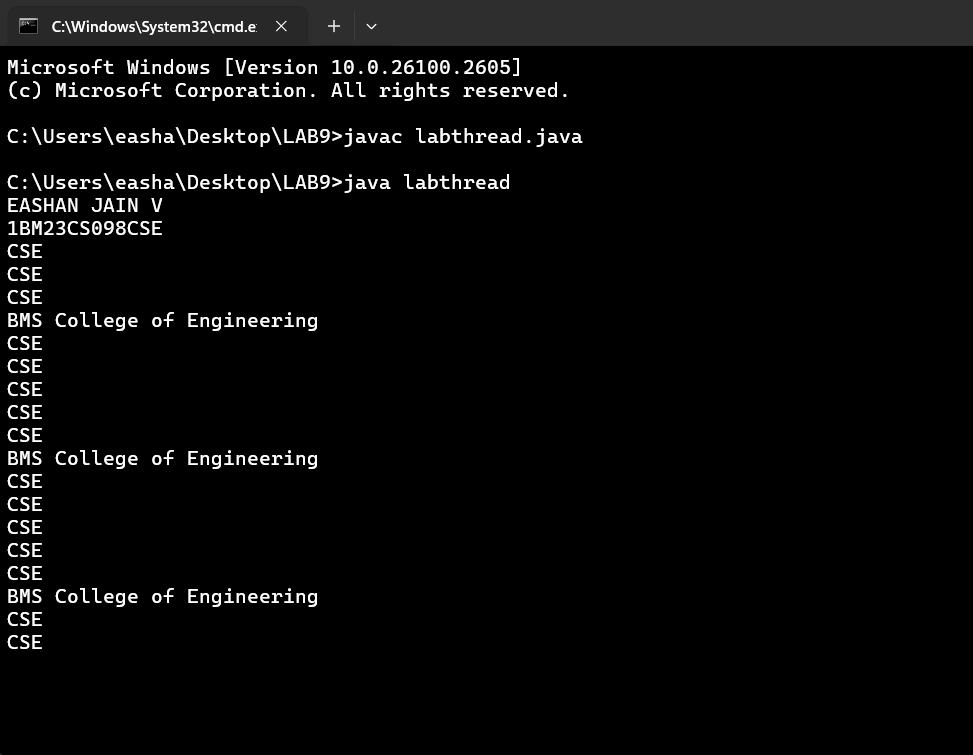 C:\Windows\System32\cmd.e
Microsoft Windows [Version 10.0.26100.2605]
(c) Microsoft Corporation. All rights reserved.
C:\Users\easha\Desktop\LAB9>javac labthread.java
C:\Users\easha\Desktop\LAB9>java labthread
EASHAN JAIN V
1BM23CS098CSE
CSE
CSE
CSE
BMS College of Engineering
CSE
CSE
CSE
CSE
CSE
BMS College of Engineering
CSE
CSE
CSE
CSE
CSE
BMS College of Engineering
CSE
CSE